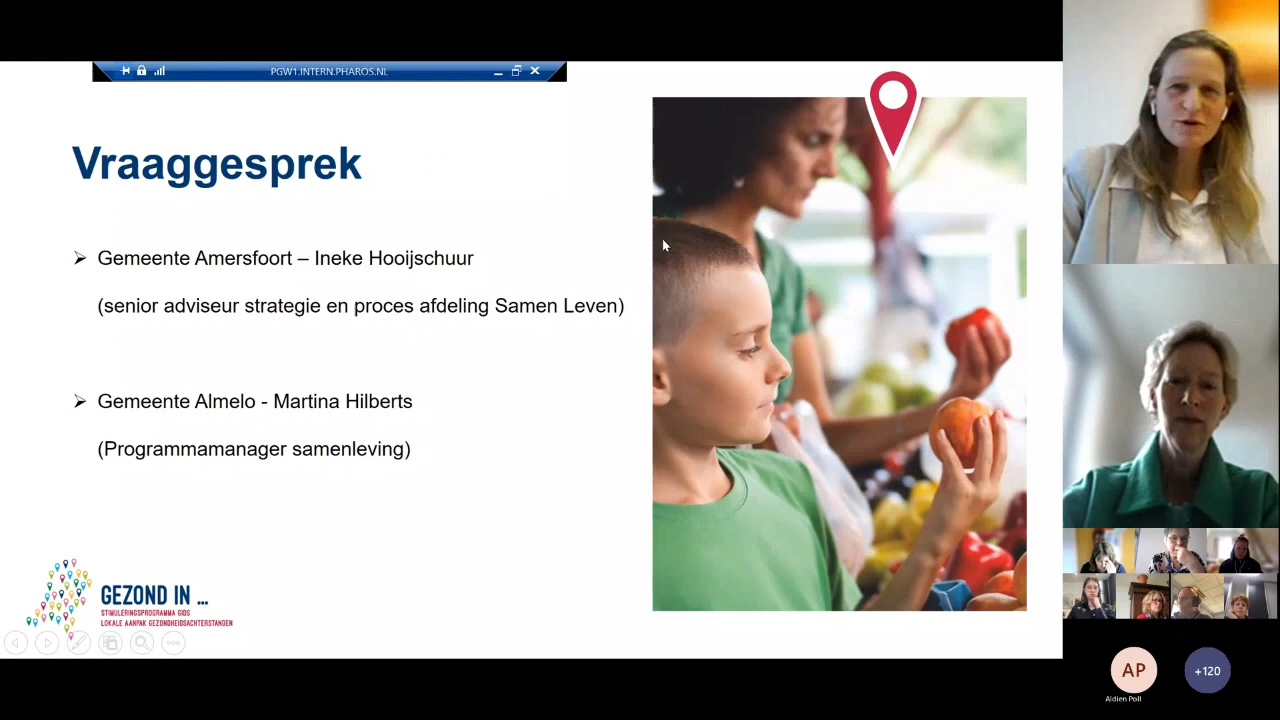 PGW1.INTERN.PHAROS.NL
Vraaggesprek
➢ Gemeente Amersfoort – Ineke Hooijschuur
(senior adviseur strategie en proces afdeling Samen Leven)
➢ Gemeente Almelo - Martina Hilberts
(Programmamanager samenleving)
GEZOND IN ...
STIMULERINGSPROGRAMMA GIDS
LOKALE AANPAK GEZONDHEIDSACHTERSTANDEN
AP
+120
Aldien Poll